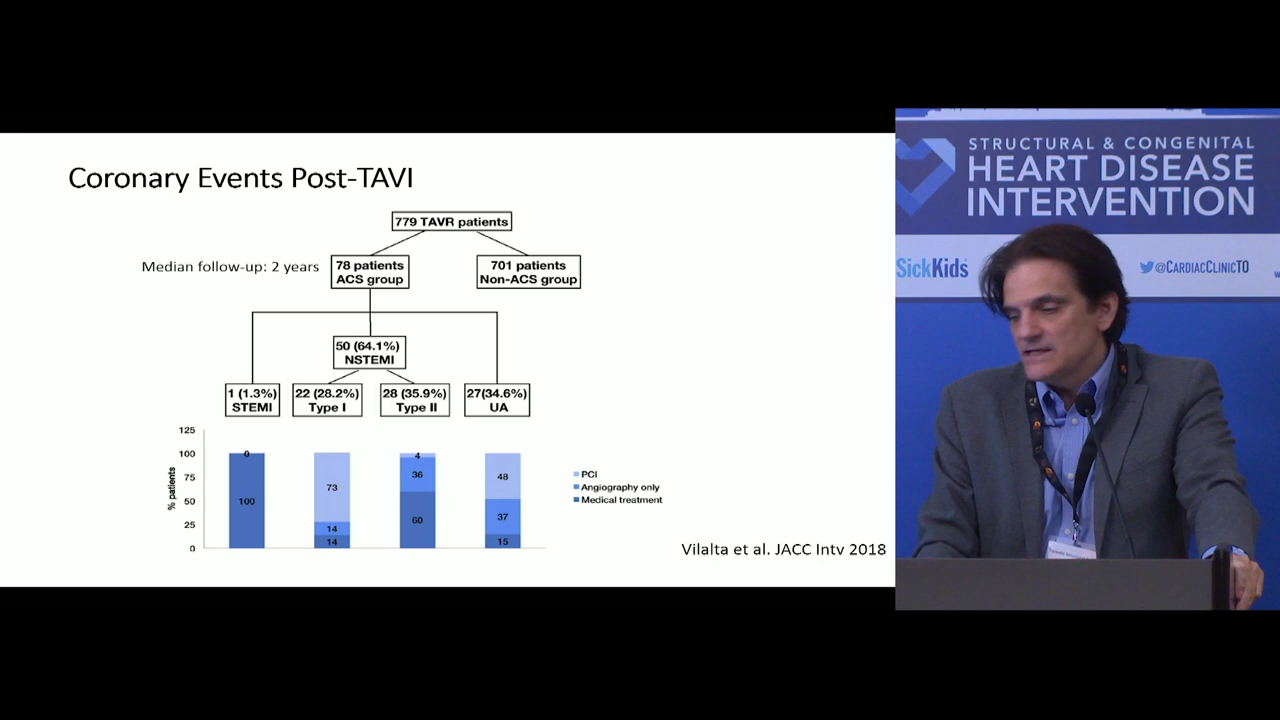 Coronary Events Post-TAVI
779 TAVR patients
Median follow-up: 2 years
78 patients
ACS group
701 patients
Non-ACS group
50 (64.1%)
NSTEMI
1 (1.3%)
STEMI
22 (28.2%)
Type I
28 (35.9%)
Type II
27(34.6%)
UA
% patients
125
100
75
50
25
0
0
100
73
14
14
4
36
60
48
37
15
PCI
Angiography only
Medical treatment
Vilalta et al. JACC Intv 2018
STRUCTURAL & CONGENITAL
HEART DISEASE
INTERVENTION
SickKids
@CARDIACCLINICTO